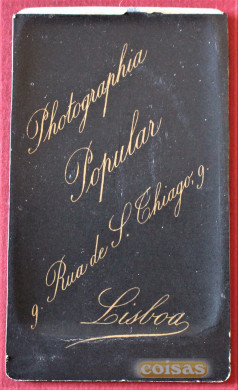 Photographia
Popular
9. Rua de S. Thiago, 9.
Lisboa
coisas